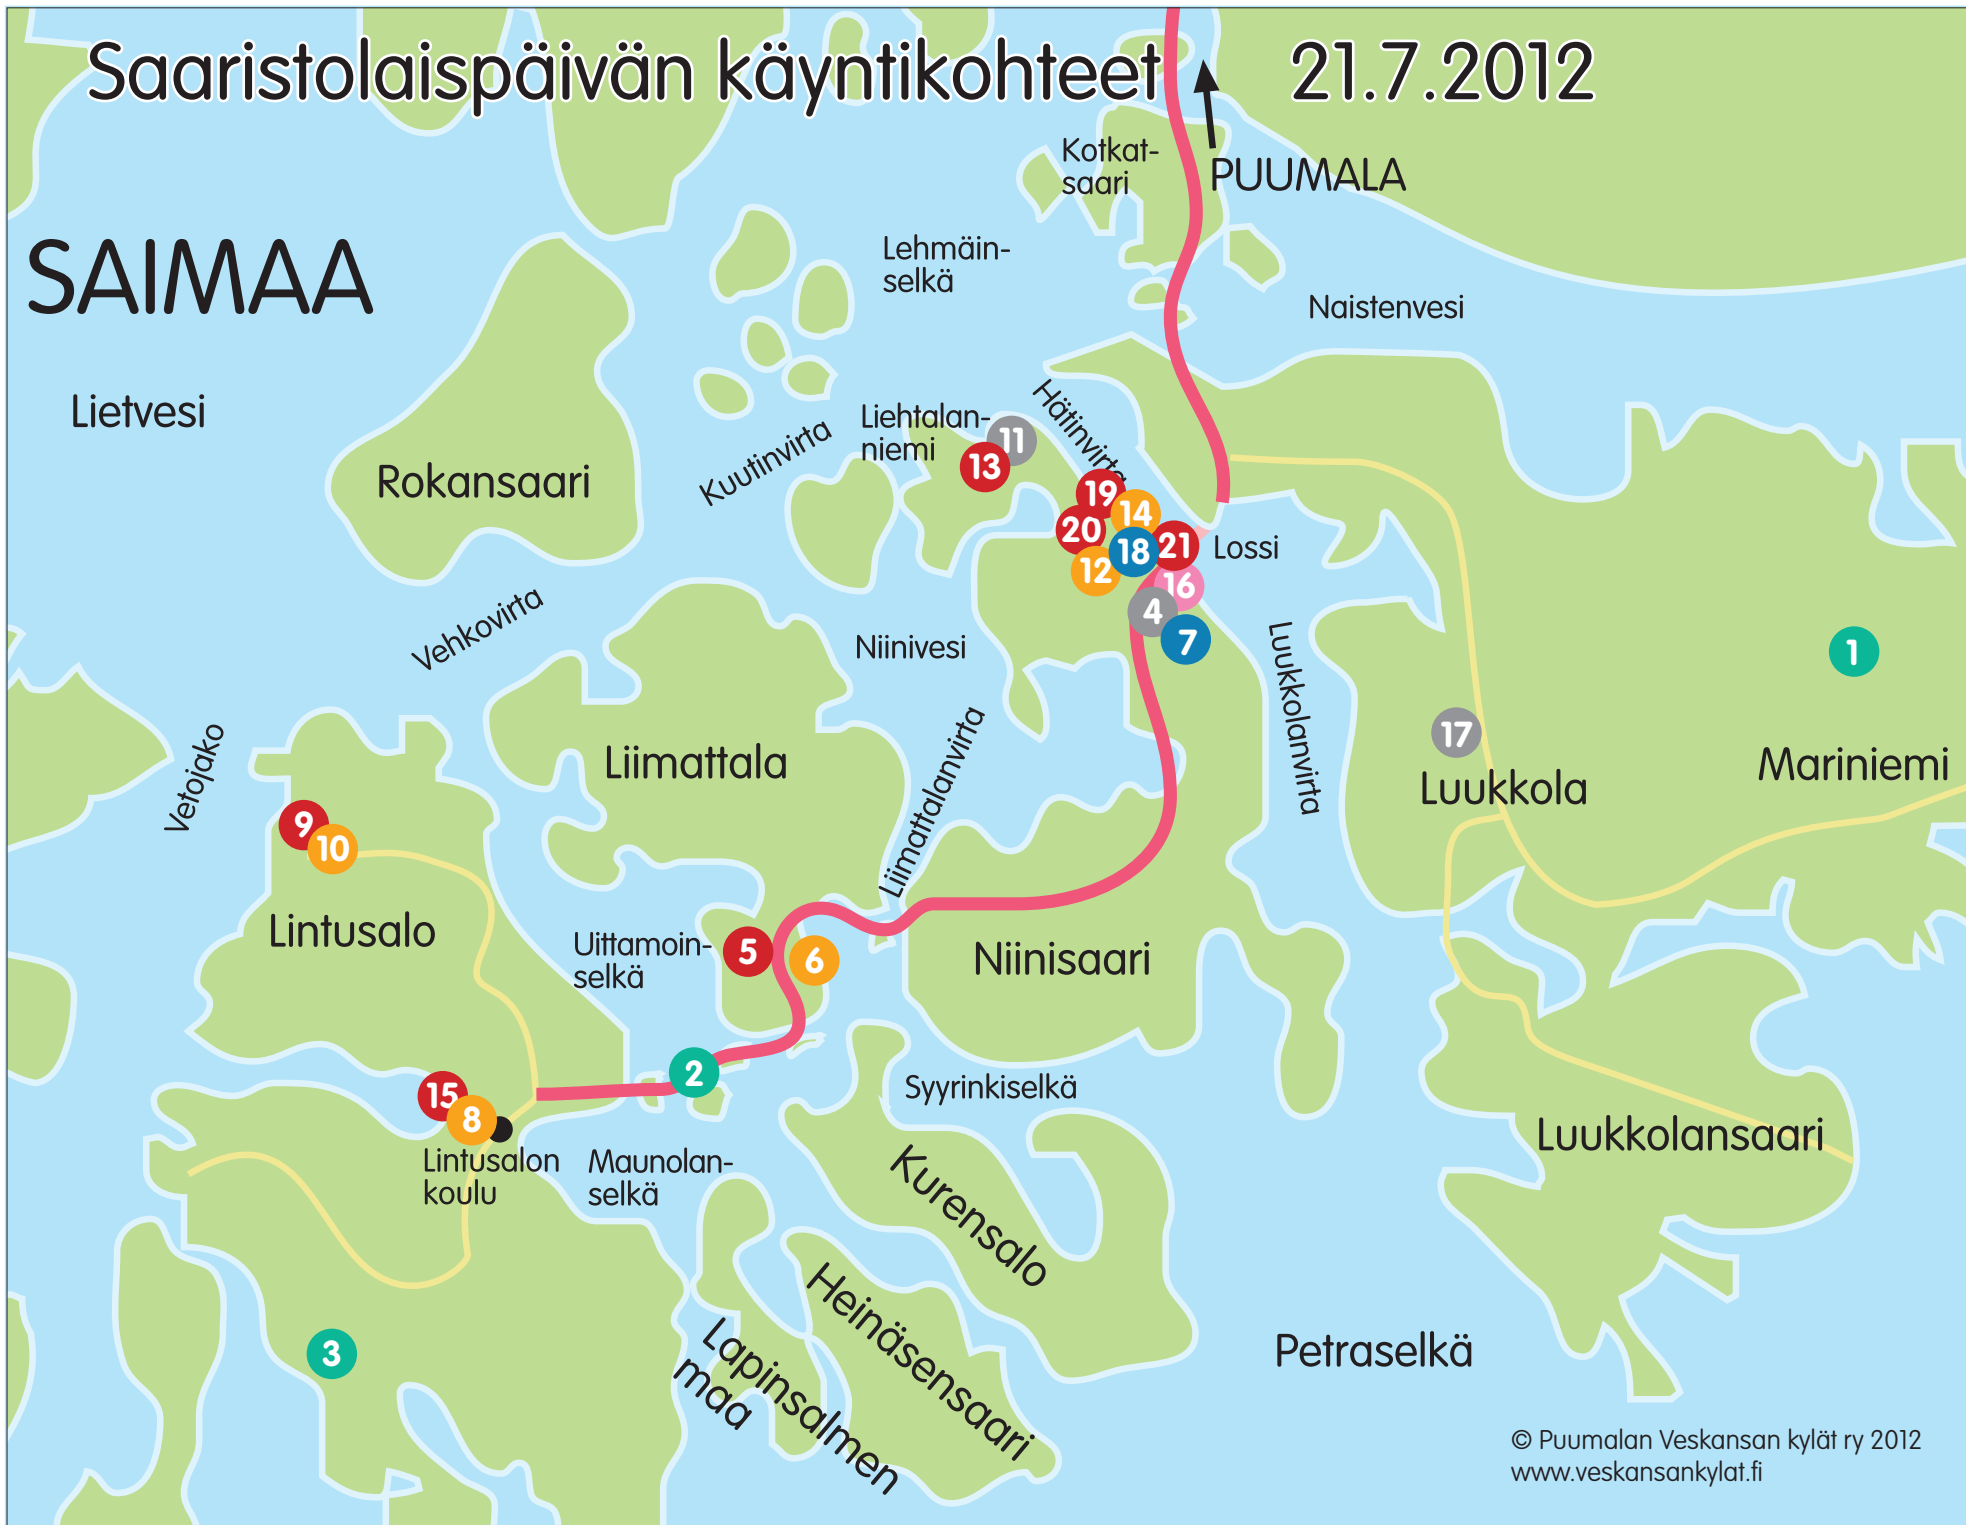 Saaristolaispäivän käyntikohteet 21.7.2012
Kotkat-
saari
PUUMALA
SAIMAA
Lehmäin-
selkä
Naistenvesi
Lietvesi
Rokansaari
Kuutinvirta
Liehtalan-
niemi
Hätinvirta
11
13
19
14
20
18
21
12
16
4
7
Lossi
Vehkovirta
Niinivesi
Luukkolanvirta
1
17
Luukkola
Mariniemi
Vetojako
Liimattala
Liimattalanvirta
9
10
Lintusalo
Uittamoin-
selkä
5
6
Niinisaari
2
15
8
Lintusalon
koulu
Maunolan-
selkä
Syyrinkiselkä
Luukkolansaari
Kurensalo
Heinäsensaari
Lapinsalmen
maa
3
Petraselkä
© Puumalan Veskansan kylät ry 2012
www.veskansankylat.fi